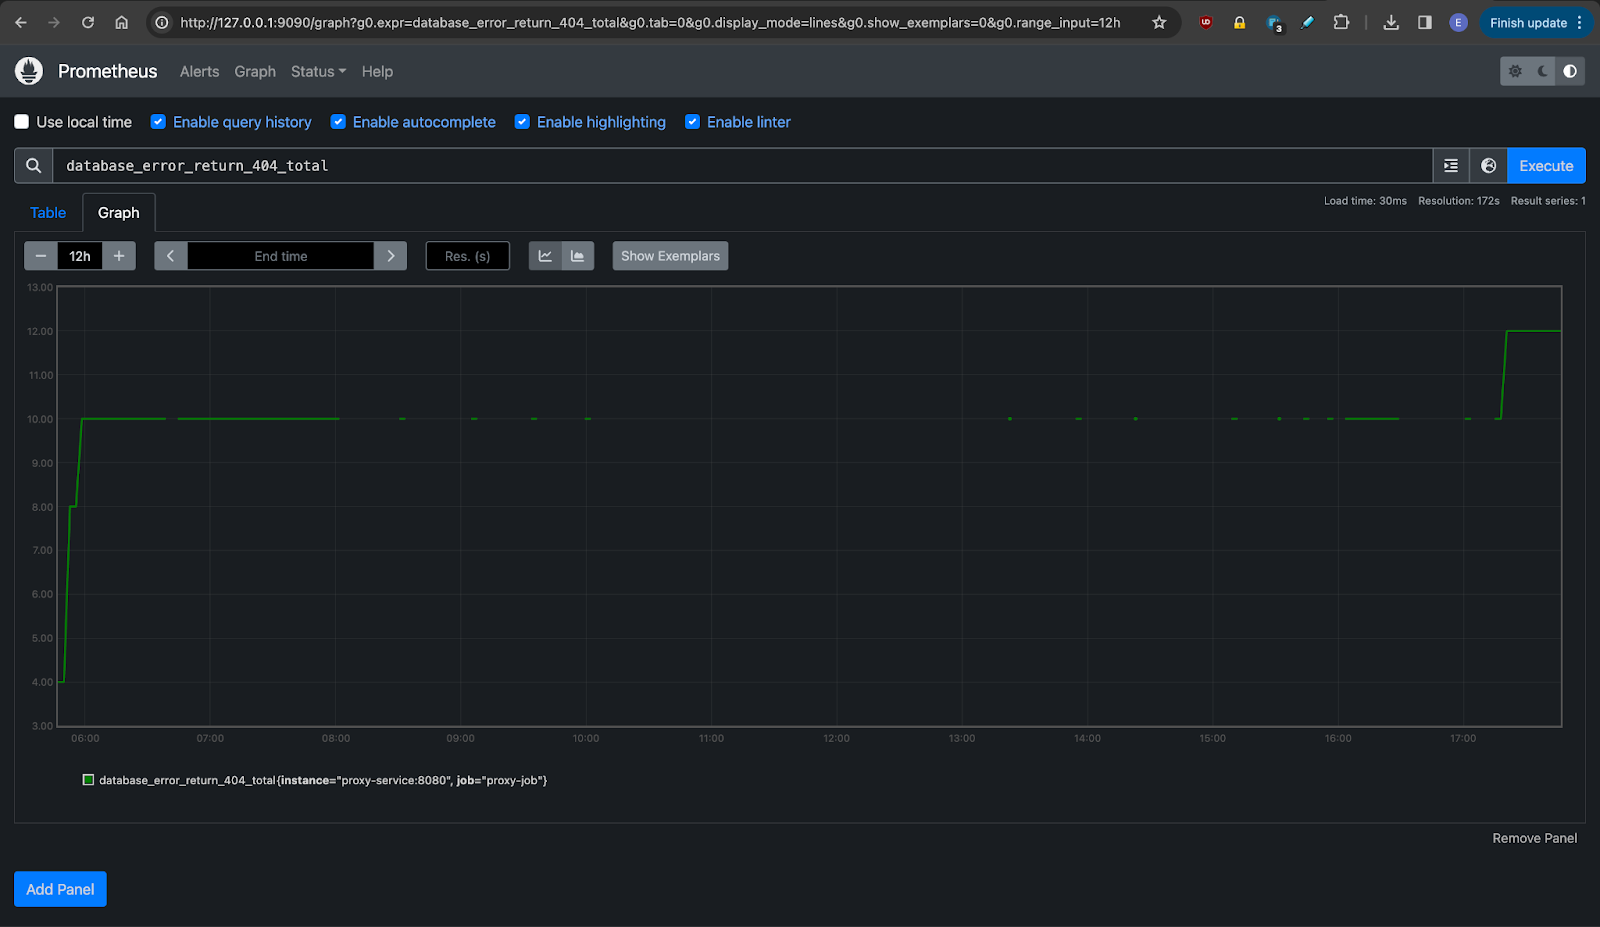 http://127.0.0.1:9090/graph?g0.expr=database_error_return_404_total&g0.tab=0&g0.display_mode=lines&g0.show_exemplars=0&g0.range_input=12h
3
E
Finish update
Prometheus Alerts Graph Status Help
Use local time Enable query history Enable autocomplete Enable highlighting Enable linter
database_error_return_404_total
Execute
Load time: 30ms Resolution: 172s Result series: 1
Table Graph
− 12h + End time Res. (s) Show Exemplars
13.00
12.00
11.00
10.00
9.00
8.00
7.00
6.00
5.00
4.00
3.00
06:00 07:00 08:00 09:00 10:00 11:00 12:00 13:00 14:00 15:00 16:00 17:00
database_error_return_404_total{instance="proxy-service:8080", job="proxy-job"}
Remove Panel
Add Panel